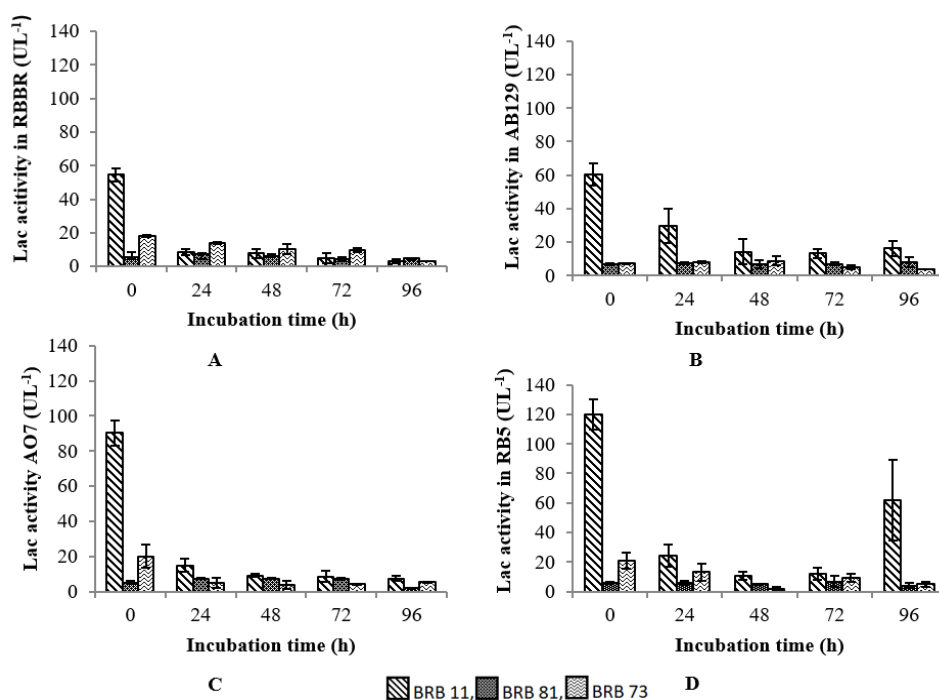 Lac acitivity in RBBR (UL⁻¹)
140
120
100
80
60
40
20
0
0 24 48 72 96
Incubation time (h)
A
Lac activity in AB129 (UL⁻¹)
140
120
100
80
60
40
20
0
0 24 48 72 96
Incubation time (h)
B
Lac activity AO7 (UL⁻¹)
140
120
100
80
60
40
20
0
0 24 48 72 96
Incubation time (h)
C
Lac activity in RB5 (UL⁻¹)
140
120
100
80
60
40
20
0
0 24 48 72 96
Incubation time (h)
D
BRB 11, BRB 81, BRB 73